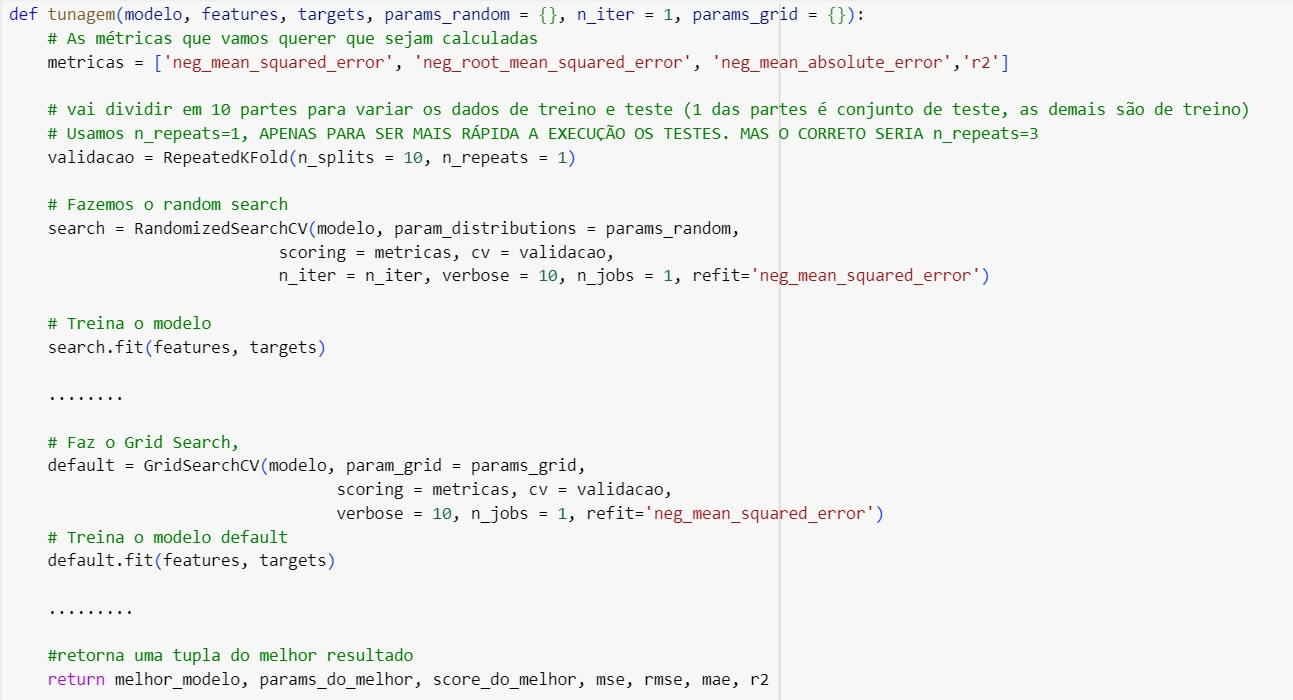 def tunagem(modelo, features, targets, params_random = {}, n_iter = 1, params_grid = {}):
    # As métricas que vamos querer que sejam calculadas
    metricas = ['neg_mean_squared_error', 'neg_root_mean_squared_error', 'neg_mean_absolute_error','r2']

    # vai dividir em 10 partes para variar os dados de treino e teste (1 das partes é conjunto de teste, as demais são de treino)
    # Usamos n_repeats=1, APENAS PARA SER MAIS RÁPIDA A EXECUÇÃO OS TESTES. MAS O CORRETO SERIA n_repeats=3
    validacao = RepeatedKFold(n_splits = 10, n_repeats = 1)

    # Fazemos o random search
    search = RandomizedSearchCV(modelo, param_distributions = params_random,
                            scoring = metricas, cv = validacao,
                            n_iter = n_iter, verbose = 10, n_jobs = 1, refit='neg_mean_squared_error')

    # Treina o modelo
    search.fit(features, targets)

    ........

    # Faz o Grid Search,
    default = GridSearchCV(modelo, param_grid = params_grid,
                                  scoring = metricas, cv = validacao,
                                  verbose = 10, n_jobs = 1, refit='neg_mean_squared_error')
    # Treina o modelo default
    default.fit(features, targets)

    .........

    #retorna uma tupla do melhor resultado
    return melhor_modelo, params_do_melhor, score_do_melhor, mse, rmse, mae, r2